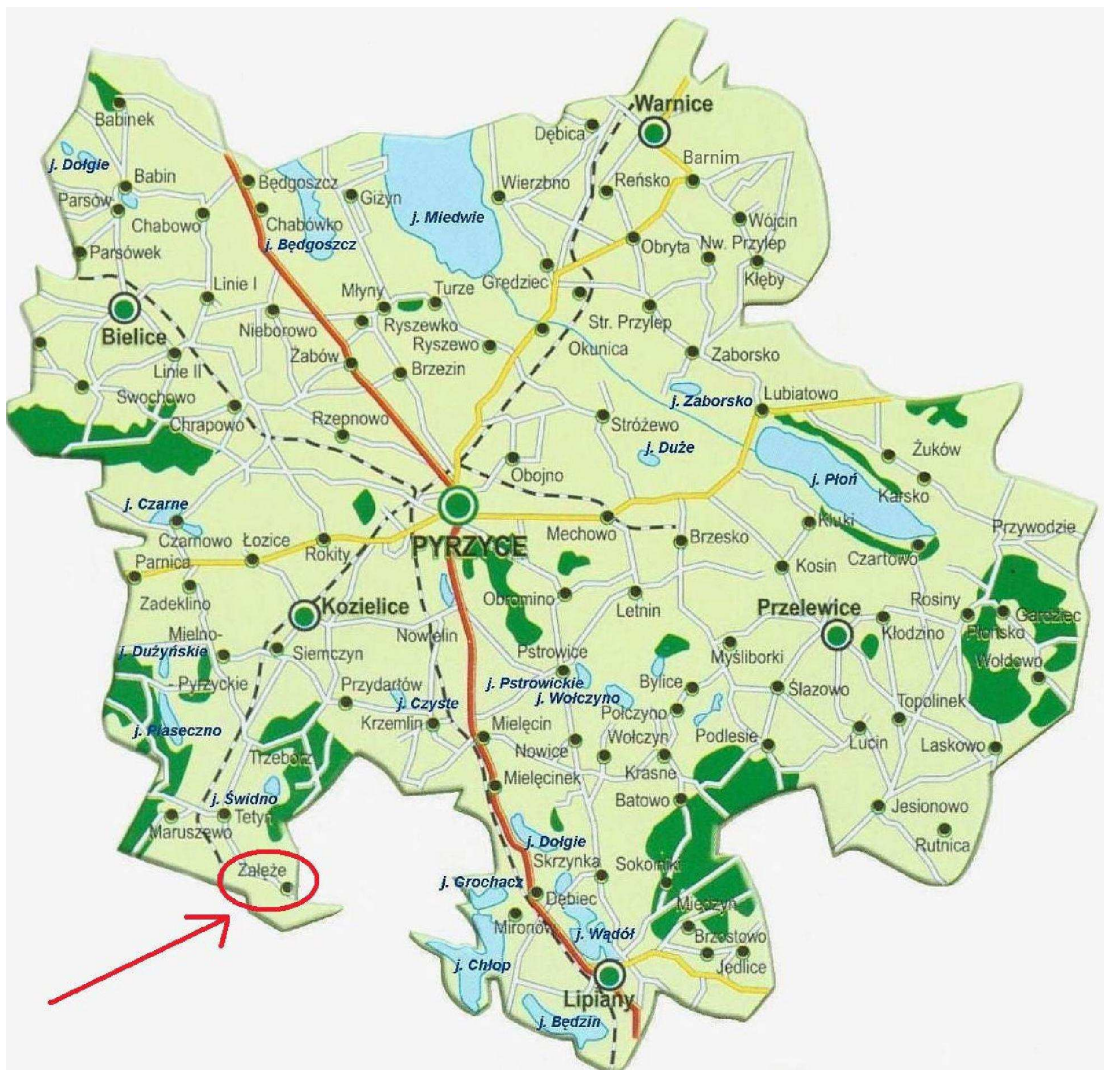 Warnice
Dębica
Babinek
Barnim
j. Dołgie
Babin
Będgoszcz
Giżyn
Wierzbno
Reńsko
Parsów
Chabowo
Chabówko
j. Miedwie
Wójcin
j. Będgoszcz
Obryta
Nw. Przylep
Parsówek
Kłęby
Linie I
Młyny
Turze
Grędziec
Bielice
Nieborowo
Ryszewko
Str. Przylep
Ryszewo
Okunica
Zaborsko
Żabów
Brzezin
Linie II
Swochowo
Lubiatowo
j. Zaborsko
Chrapowo
Rzepnowo
Stróżewo
j. Duże
Żuków
Obojno
j. Płoń
Karsko
j. Czarne
Kluki
Przywodzie
Czarnowo
Łozice
Rokity
PYRZYCE
Mechowo
Brzesko
Czartowo
Parnica
Kosin
Zadeklino
Kozielice
Obromino
Letnin
Przelewice
Rosiny
Gardziec
Kłodzino
Płońsko
Mielno-
Nowielin
j. Dużyńskie
Siemczyn
Pstrowice
Myśliborki
Wołdowo
- Pyrzyckie
Przydarłów
j. Czyste
j. Pstrowickie
j. Wołczyno
Bylice
Ślazowo
Topolinek
Krzemlin
Połczyno
j. Piaseczno
Mielęcin
Nowice
Wołczyn
Podlesie
Lucin
Laskowo
Trzebórz
Mielęcinek
Krasne
j. Świdno
Batowo
Maruszewo
Tetyń
Jesionowo
j. Dołgie
Rutnica
Skrzynka
Sokolniki
Załęże
j. Grochacz
Dębiec
Miedzyń
Mironów
j. Wądół
Brzostowo
j. Chłop
Jedlice
Lipiany
j. Będzin